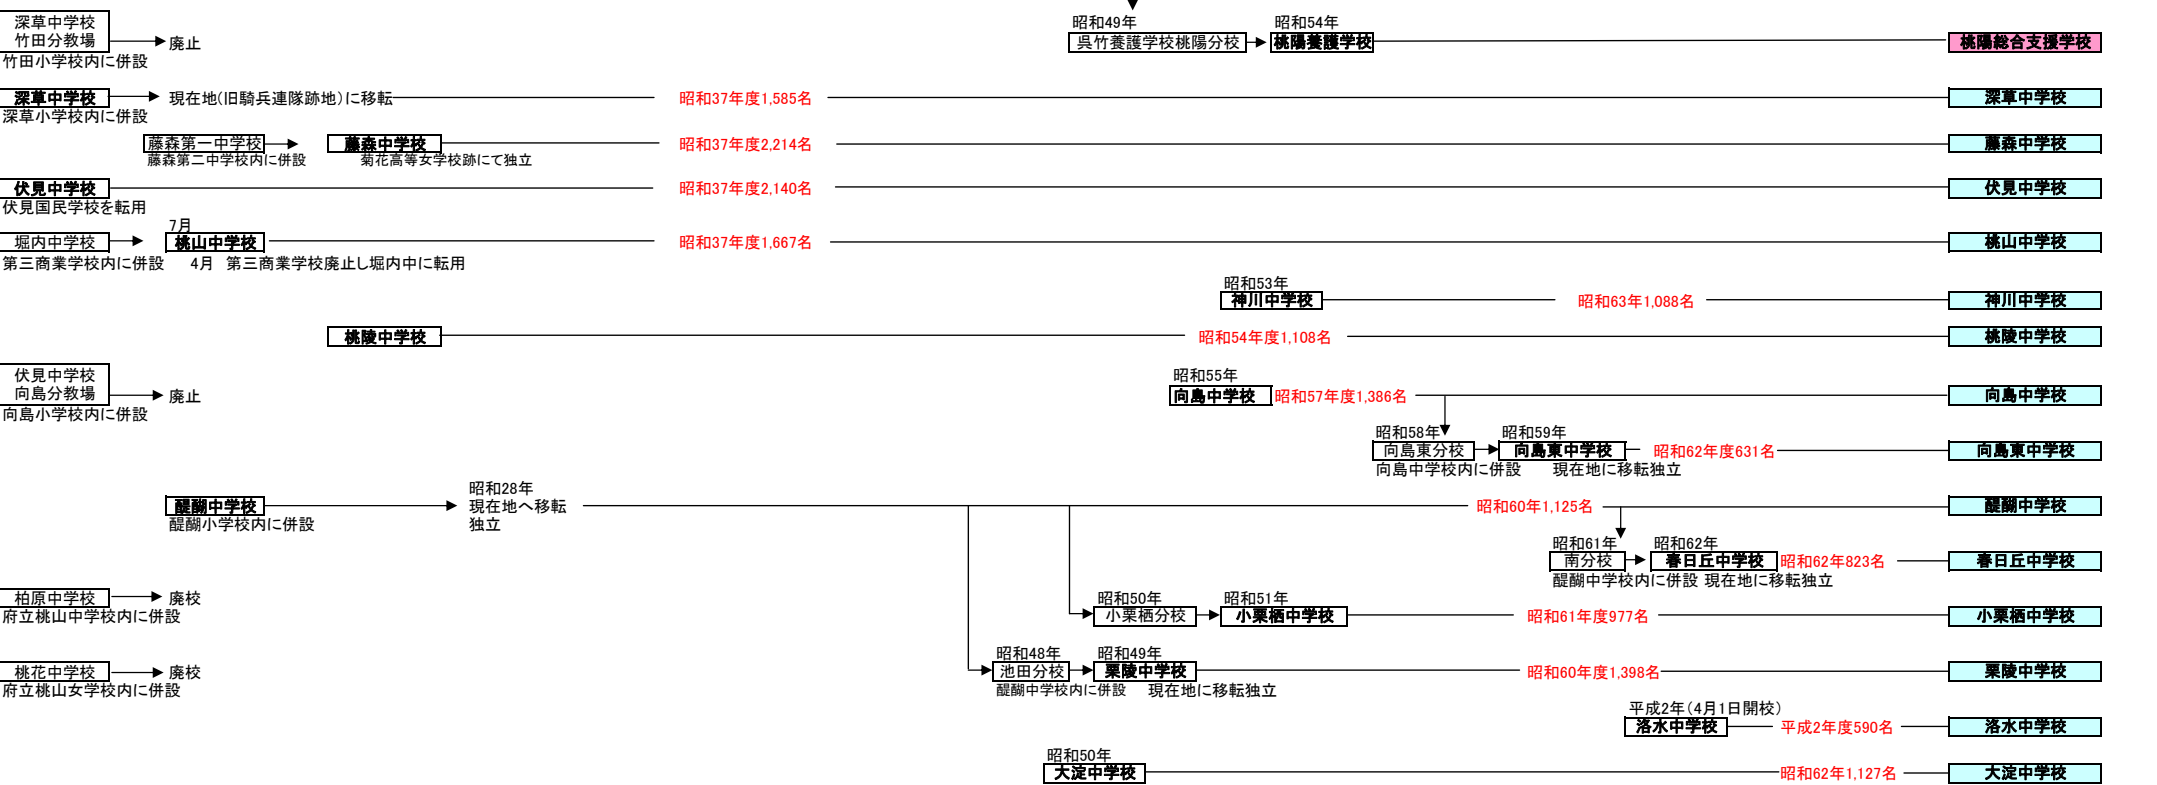 深草中学校
竹田分教場
廃止
竹田小学校内に併設
昭和49年
昭和54年
呉竹養護学校桃陽分校
桃陽養護学校
桃陽総合支援学校
深草中学校
現在地(旧騎兵連隊跡地)に移転
昭和37年度1,585名
深草中学校
深草小学校内に併設
藤森第一中学校
藤森中学校
昭和37年度2,214名
藤森中学校
藤森第二中学校内に併設
菊花高等女学校跡にて独立
伏見中学校
昭和37年度2,140名
伏見中学校
伏見国民学校を転用
7月
堀内中学校
桃山中学校
昭和37年度1,667名
桃山中学校
第三商業学校内に併設
4月 第三商業学校廃止し堀内中に転用
昭和53年
神川中学校
昭和63年1,088名
神川中学校
桃陵中学校
昭和54年度1,108名
桃陵中学校
伏見中学校
向島分教場
廃止
向島小学校内に併設
昭和55年
向島中学校
昭和57年度1,386名
向島中学校
昭和58年
昭和59年
向島東分校
向島東中学校
昭和62年度631名
向島東中学校
向島中学校内に併設
現在地に移転独立
醍醐中学校
醍醐小学校内に併設
昭和28年
現在地へ移転
独立
昭和60年1,125名
醍醐中学校
昭和61年
昭和62年
南分校
春日丘中学校
昭和62年823名
春日丘中学校
醍醐中学校内に併設
現在地に移転独立
柏原中学校
廃校
府立桃山中学校内に併設
昭和50年
昭和51年
小栗栖分校
小栗栖中学校
昭和61年度977名
小栗栖中学校
桃花中学校
廃校
府立桃山女学校内に併設
昭和48年
昭和49年
池田分校
栗陵中学校
昭和60年度1,398名
栗陵中学校
醍醐中学校内に併設
現在地に移転独立
平成2年(4月1日開校)
洛水中学校
平成2年度590名
洛水中学校
昭和50年
大淀中学校
昭和62年1,127名
大淀中学校